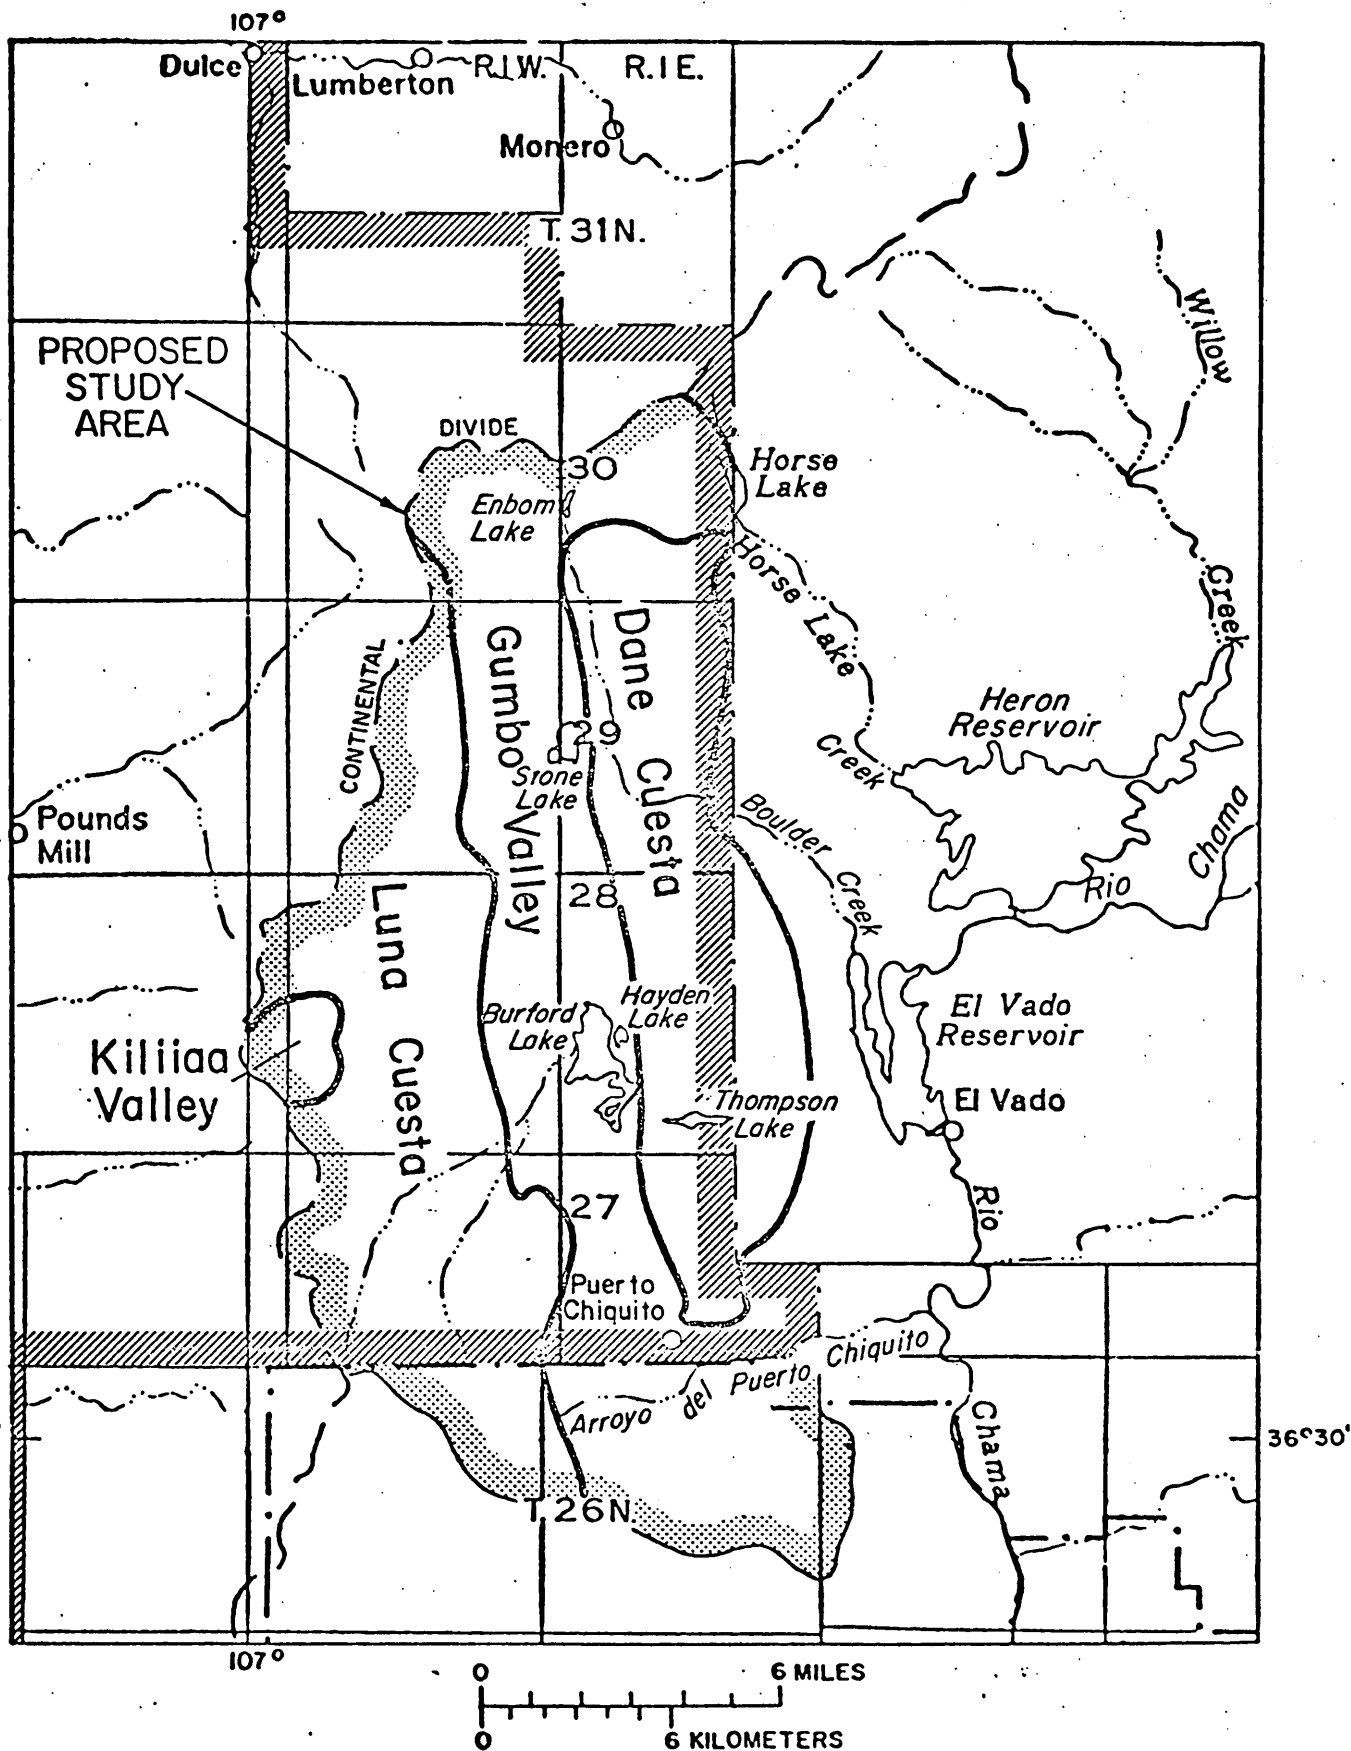 107°
Dulce
Lumberton
R.1W.
R.1E.
Monero
T. 31N.
Willow
PROPOSED
STUDY
AREA
DIVIDE
30
Horse
Lake
Enbom
Lake
Horse Lake
Creek
Creek
Dane Cuesta
Gumbo Valley
CONTINENTAL
Heron
Reservoir
29
Stone
Lake
Pounds
Mill
Boulder
Creek
Chama
Rio
28
Luna Cuesta
Hayden
Lake
Burford
Lake
El Vado
Reservoir
Kiliiaa
Valley
Thompson
Lake
El Vado
Rio
27
Puerto
Chiquito
Arroyo del Puerto Chiquito
Chama
36°30'
T. 26N.
107°
0 6 MILES
0 6 KILOMETERS